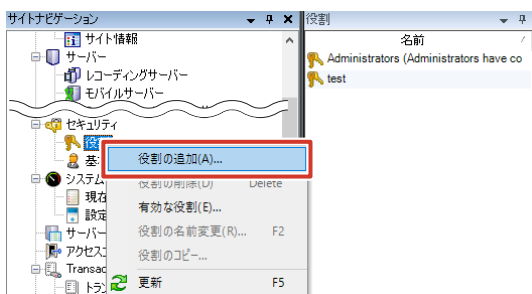 サイトナビゲーション
サイト情報
サーバー
レコーディングサーバー
モバイルサーバー
セキュリティ
役割
基
システム
現在
設定
サーバー
アクセスコ
Transac
トラン
役割の追加(A)...
役割の削除(D) Delete
有効な役割(E)...
役割の名前変更(R)... F2
役割のコピー...
更新 F5
役割
名前
Administrators (Administrators have co
test